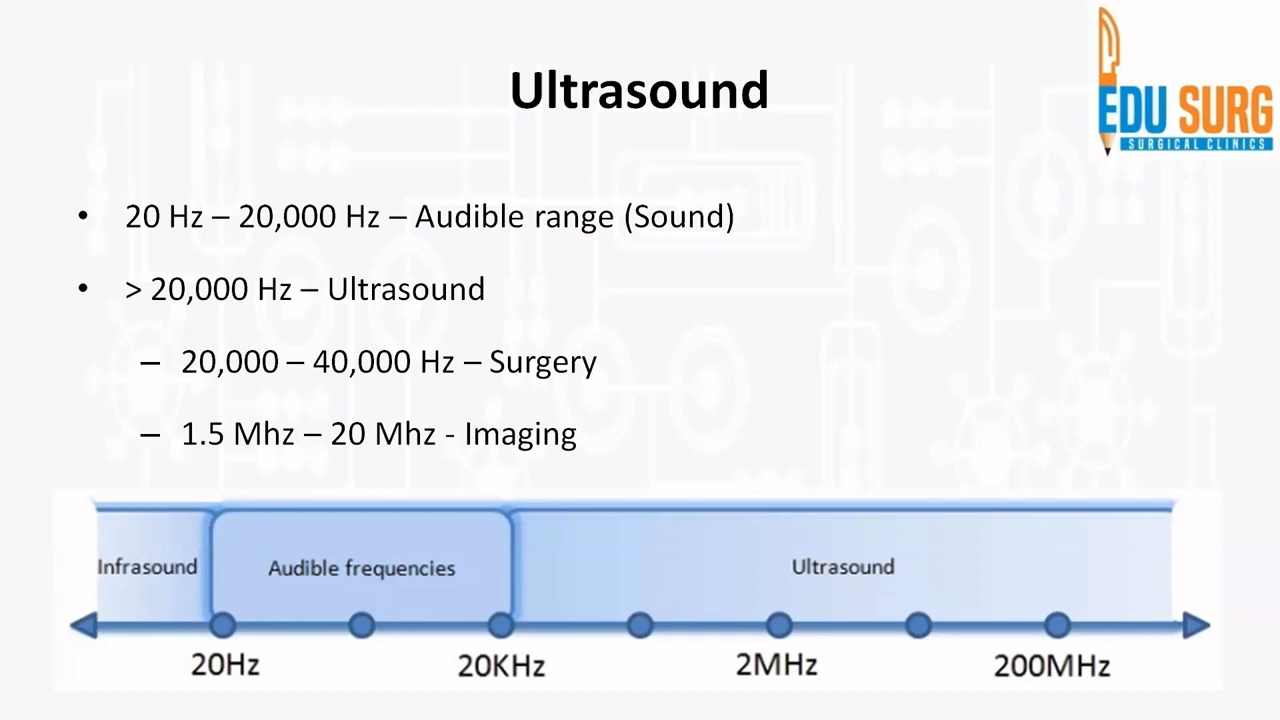 Ultrasound
EDU SURG
SURGICAL CLINICS
• 20 Hz – 20,000 Hz – Audible range (Sound)
• > 20,000 Hz – Ultrasound
– 20,000 – 40,000 Hz – Surgery
– 1.5 Mhz – 20 Mhz - Imaging
Infrasound Audible frequencies Ultrasound
20Hz 20KHz 2MHz 200MHz